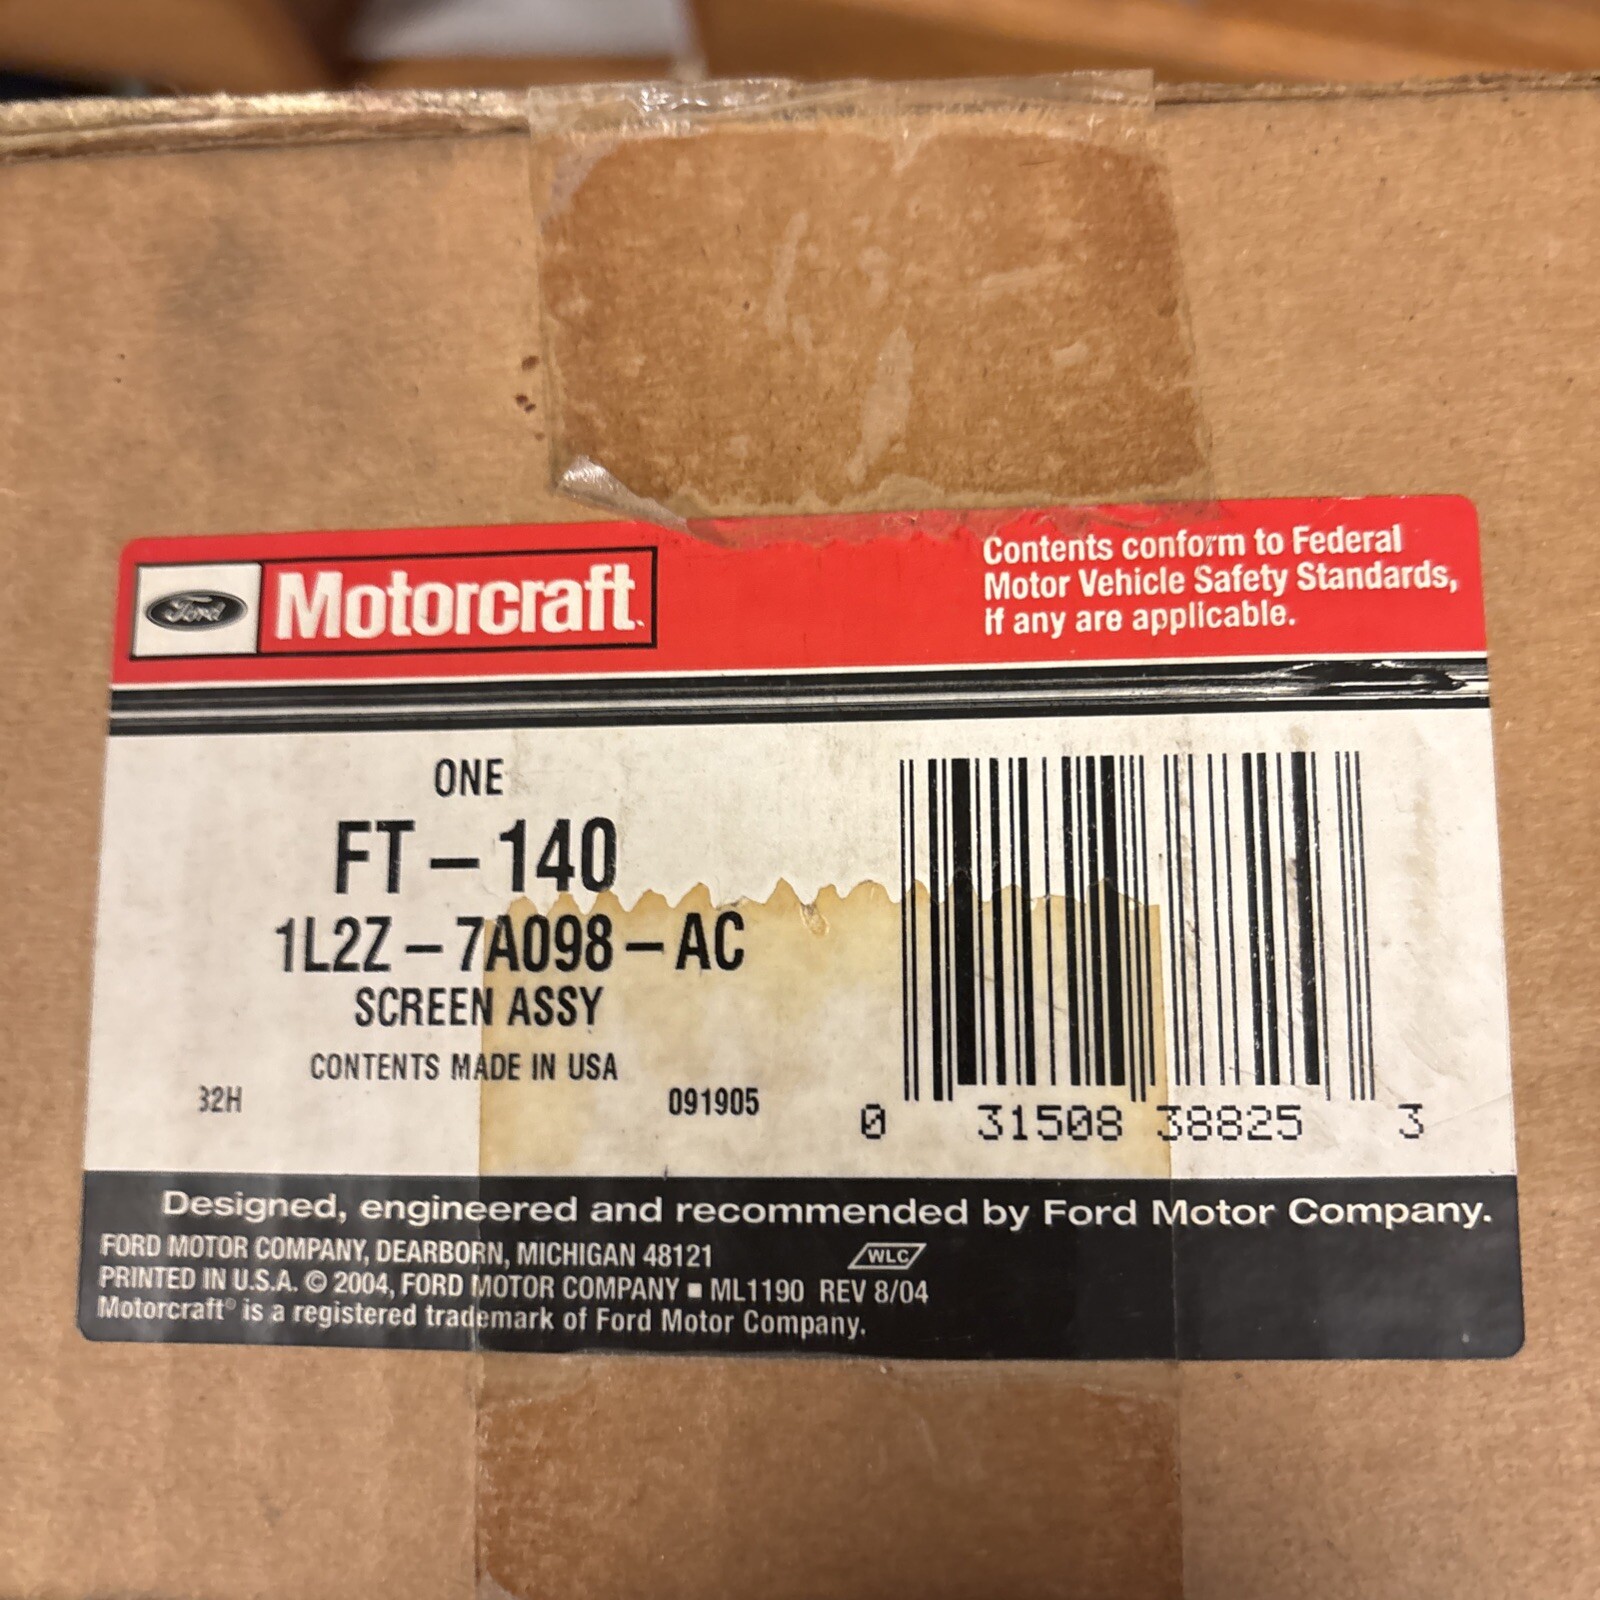 Ford
Motorcraft
Contents conform to Federal
Motor Vehicle Safety Standards,
if any are applicable.
ONE
FT-140
1L2Z-7A098-AC
SCREEN ASSY
CONTENTS MADE IN USA
32H
091905
0 31508 38825 3
Designed, engineered and recommended by Ford Motor Company.
FORD MOTOR COMPANY, DEARBORN, MICHIGAN 48121
WLC
PRINTED IN U.S.A. © 2004, FORD MOTOR COMPANY ■ ML1190 REV 8/04
Motorcraft® is a registered trademark of Ford Motor Company.